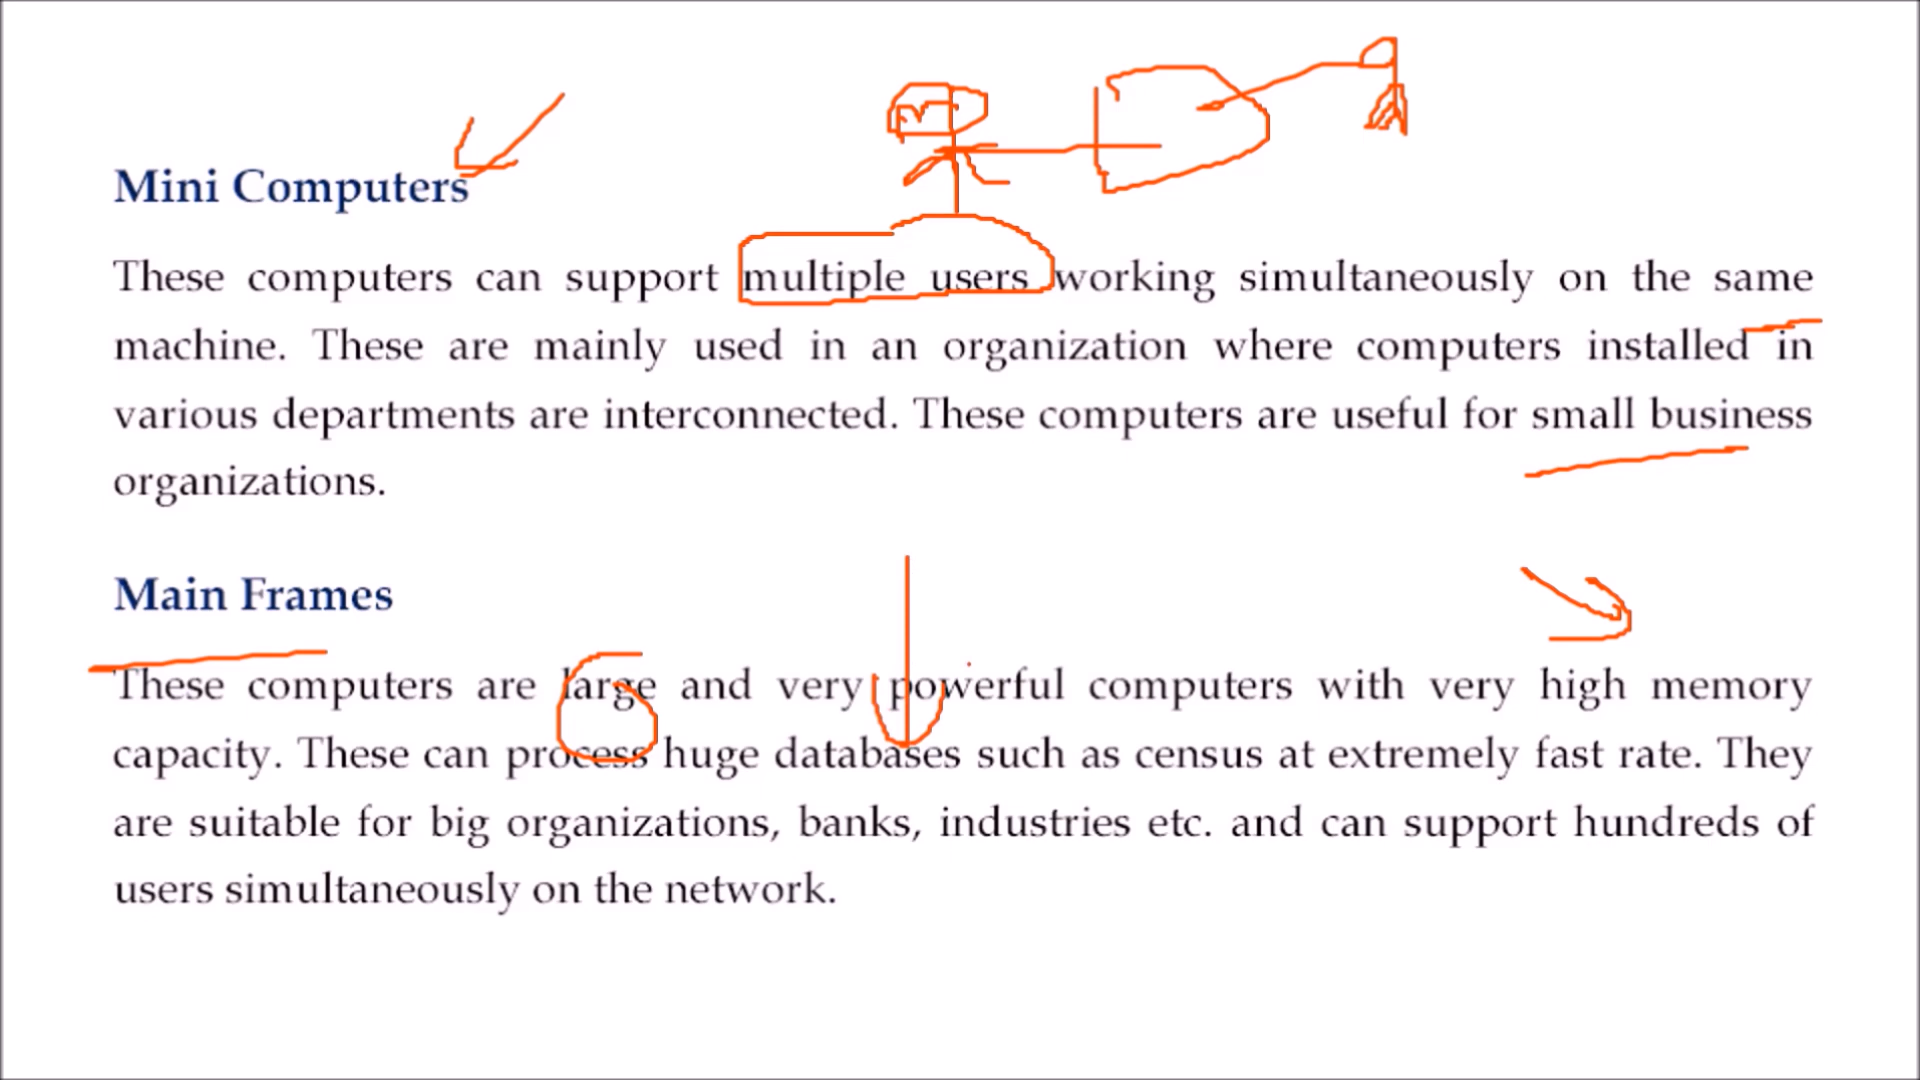 Mini Computers
These computers can support multiple users working simultaneously on the same
machine. These are mainly used in an organization where computers installed in
various departments are interconnected. These computers are useful for small business
organizations.
Main Frames
These computers are large and very powerful computers with very high memory
capacity. These can process huge databases such as census at extremely fast rate. They
are suitable for big organizations, banks, industries etc. and can support hundreds of
users simultaneously on the network.